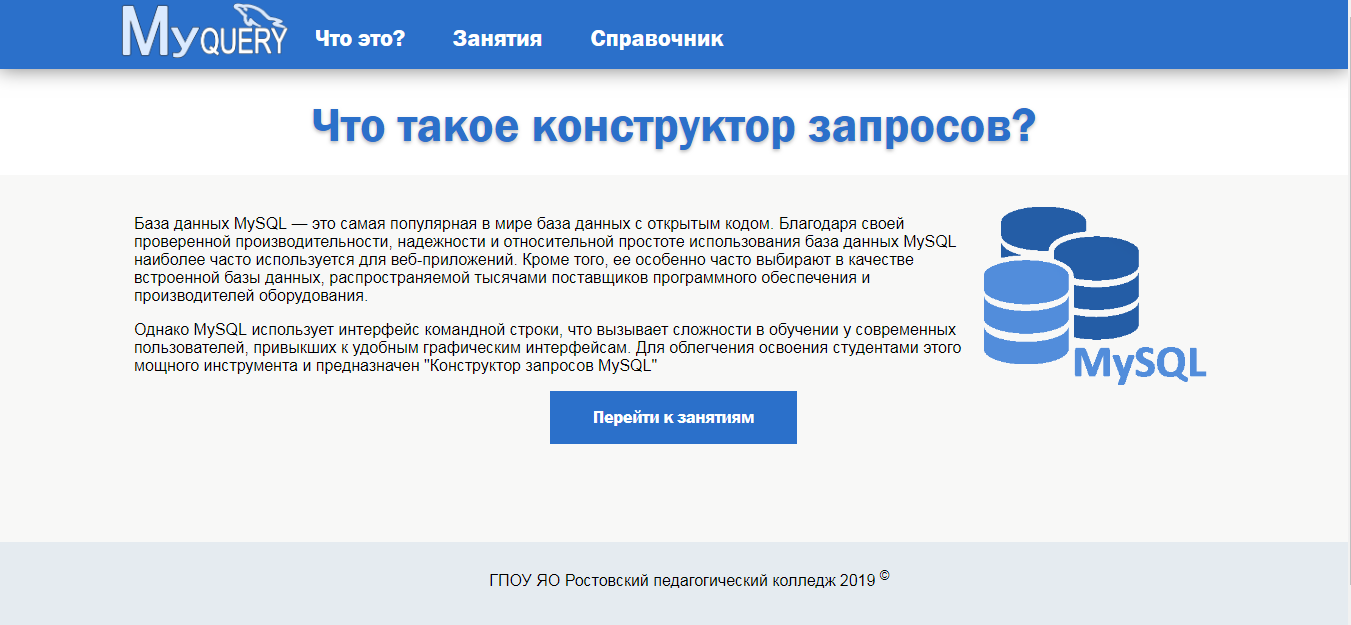 MyQUERY Что это? Занятия Справочник
Что такое конструктор запросов?
База данных MySQL — это самая популярная в мире база данных с открытым кодом. Благодаря своей
проверенной производительности, надежности и относительной простоте использования база данных MySQL
наиболее часто используется для веб-приложений. Кроме того, ее особенно часто выбирают в качестве
встроенной базы данных, распространяемой тысячами поставщиков программного обеспечения и
производителей оборудования.
Однако MySQL использует интерфейс командной строки, что вызывает сложности в обучении у современных
пользователей, привыкших к удобным графическим интерфейсам. Для облегчения освоения студентами этого
мощного инструмента и предназначен "Конструктор запросов MySQL"
MySQL
Перейти к занятиям
ГПОУ ЯО Ростовский педагогический колледж 2019 ©